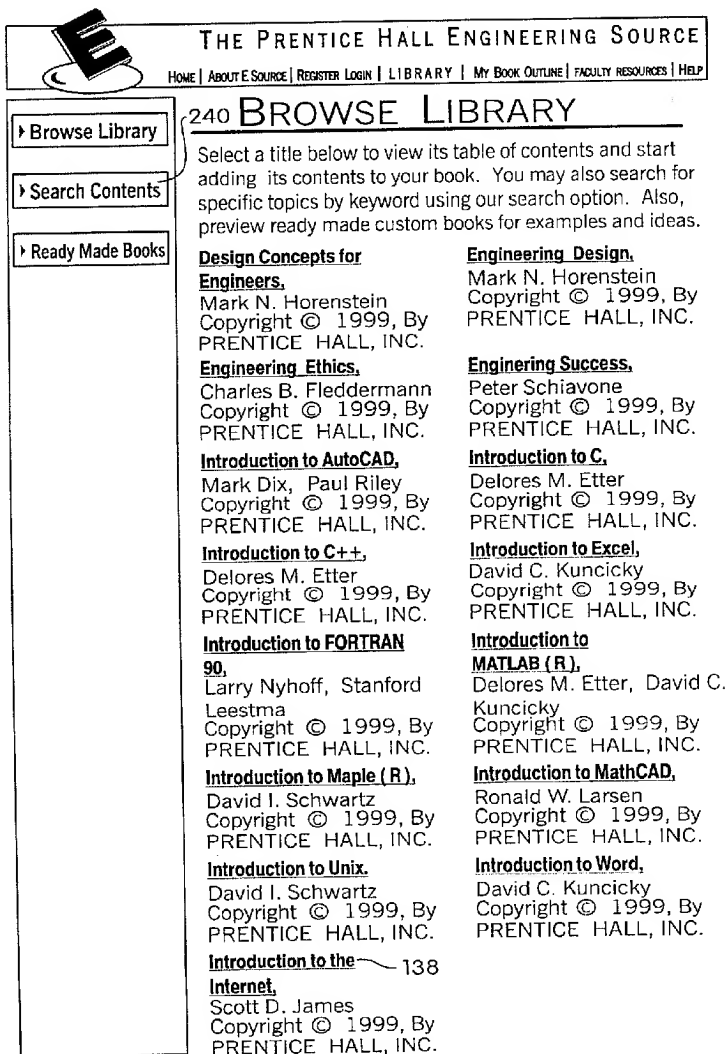 E
THE PRENTICE HALL ENGINEERING SOURCE
HOME | ABOUT E SOURCE | REGISTER LOGIN | LIBRARY | MY BOOK OUTLINE | FACULTY RESOURCES | HELP
Browse Library
Search Contents
Ready Made Books
240 BROWSE LIBRARY
Select a title below to view its table of contents and start
adding its contents to your book. You may also search for
specific topics by keyword using our search option. Also,
preview ready made custom books for examples and ideas.
Design Concepts for
Engineers,
Mark N. Horenstein
Copyright © 1999, By
PRENTICE HALL, INC.
Engineering Design,
Mark N. Horenstein
Copyright © 1999, By
PRENTICE HALL, INC.
Engineering Ethics,
Charles B. Fleddermann
Copyright © 1999, By
PRENTICE HALL, INC.
Enginering Success,
Peter Schiavone
Copyright © 1999, By
PRENTICE HALL, INC.
Introduction to AutoCAD,
Mark Dix, Paul Riley
Copyright © 1999, By
PRENTICE HALL, INC.
Introduction to C,
Delores M. Etter
Copyright © 1999, By
PRENTICE HALL, INC.
Introduction to C++,
Delores M. Etter
Copyright © 1999, By
PRENTICE HALL, INC.
Introduction to Excel,
David C. Kuncicky
Copyright © 1999, By
PRENTICE HALL, INC.
Introduction to FORTRAN
90,
Larry Nyhoff, Stanford
Leestma
Copyright © 1999, By
PRENTICE HALL, INC.
Introduction to
MATLAB ( R ),
Delores M. Etter, David C.
Kuncicky
Copyright © 1999, By
PRENTICE HALL, INC.
Introduction to Maple ( R ),
David I. Schwartz
Copyright © 1999, By
PRENTICE HALL, INC.
Introduction to MathCAD,
Ronald W. Larsen
Copyright © 1999, By
PRENTICE HALL, INC.
Introduction to Unix.
David I. Schwartz
Copyright © 1999, By
PRENTICE HALL, INC.
Introduction to Word,
David C. Kuncicky
Copyright © 1999, By
PRENTICE HALL, INC.
Introduction to the 138
Internet,
Scott D. James
Copyright © 1999, By
PRENTICE HALL, INC.